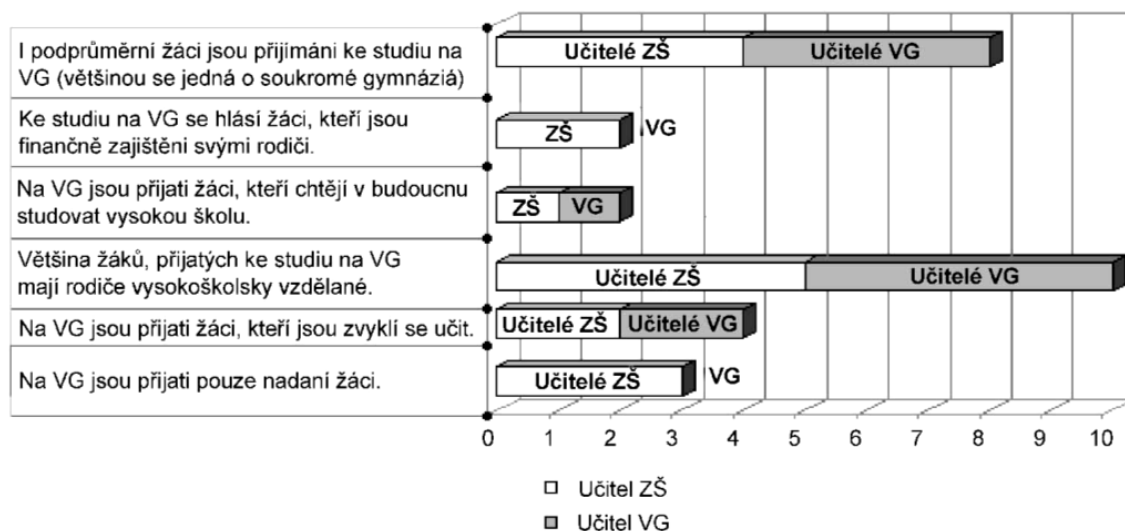 I podprůměrní žáci jsou přijímáni ke studiu na
VG (většinou se jedná o soukromé gymnáziá)
Učitelé ZŠ Učitelé VG
Ke studiu na VG se hlásí žáci, kteří jsou
finančně zajištěni svými rodiči.
ZŠ VG
Na VG jsou přijati žáci, kteří chtějí v budoucnu
studovat vysokou školu.
ZŠ VG
Většina žáků, přijatých ke studiu na VG
mají rodiče vysokoškolsky vzdělané.
Učitelé ZŠ Učitelé VG
Na VG jsou přijati žáci, kteří jsou zvyklí se učit.
Učitelé ZŠ Učitelé VG
Na VG jsou přijati pouze nadaní žáci.
Učitelé ZŠ VG
0 1 2 3 4 5 6 7 8 9 10
Učitel ZŠ
Učitel VG